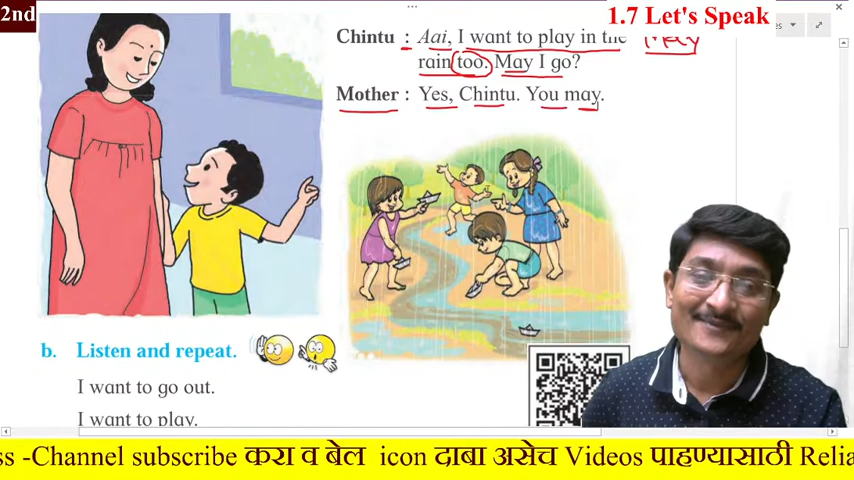 2nd
1.7 Let's Speak
Chintu : Aai, I want to play in the
May
rain too. May I go?
Mother : Yes, Chintu. You may.
b. Listen and repeat.
I want to go out.
I want to play.
-Channel subscribe करा व बेल icon दाबा असेच Videos पाहण्यासाठी